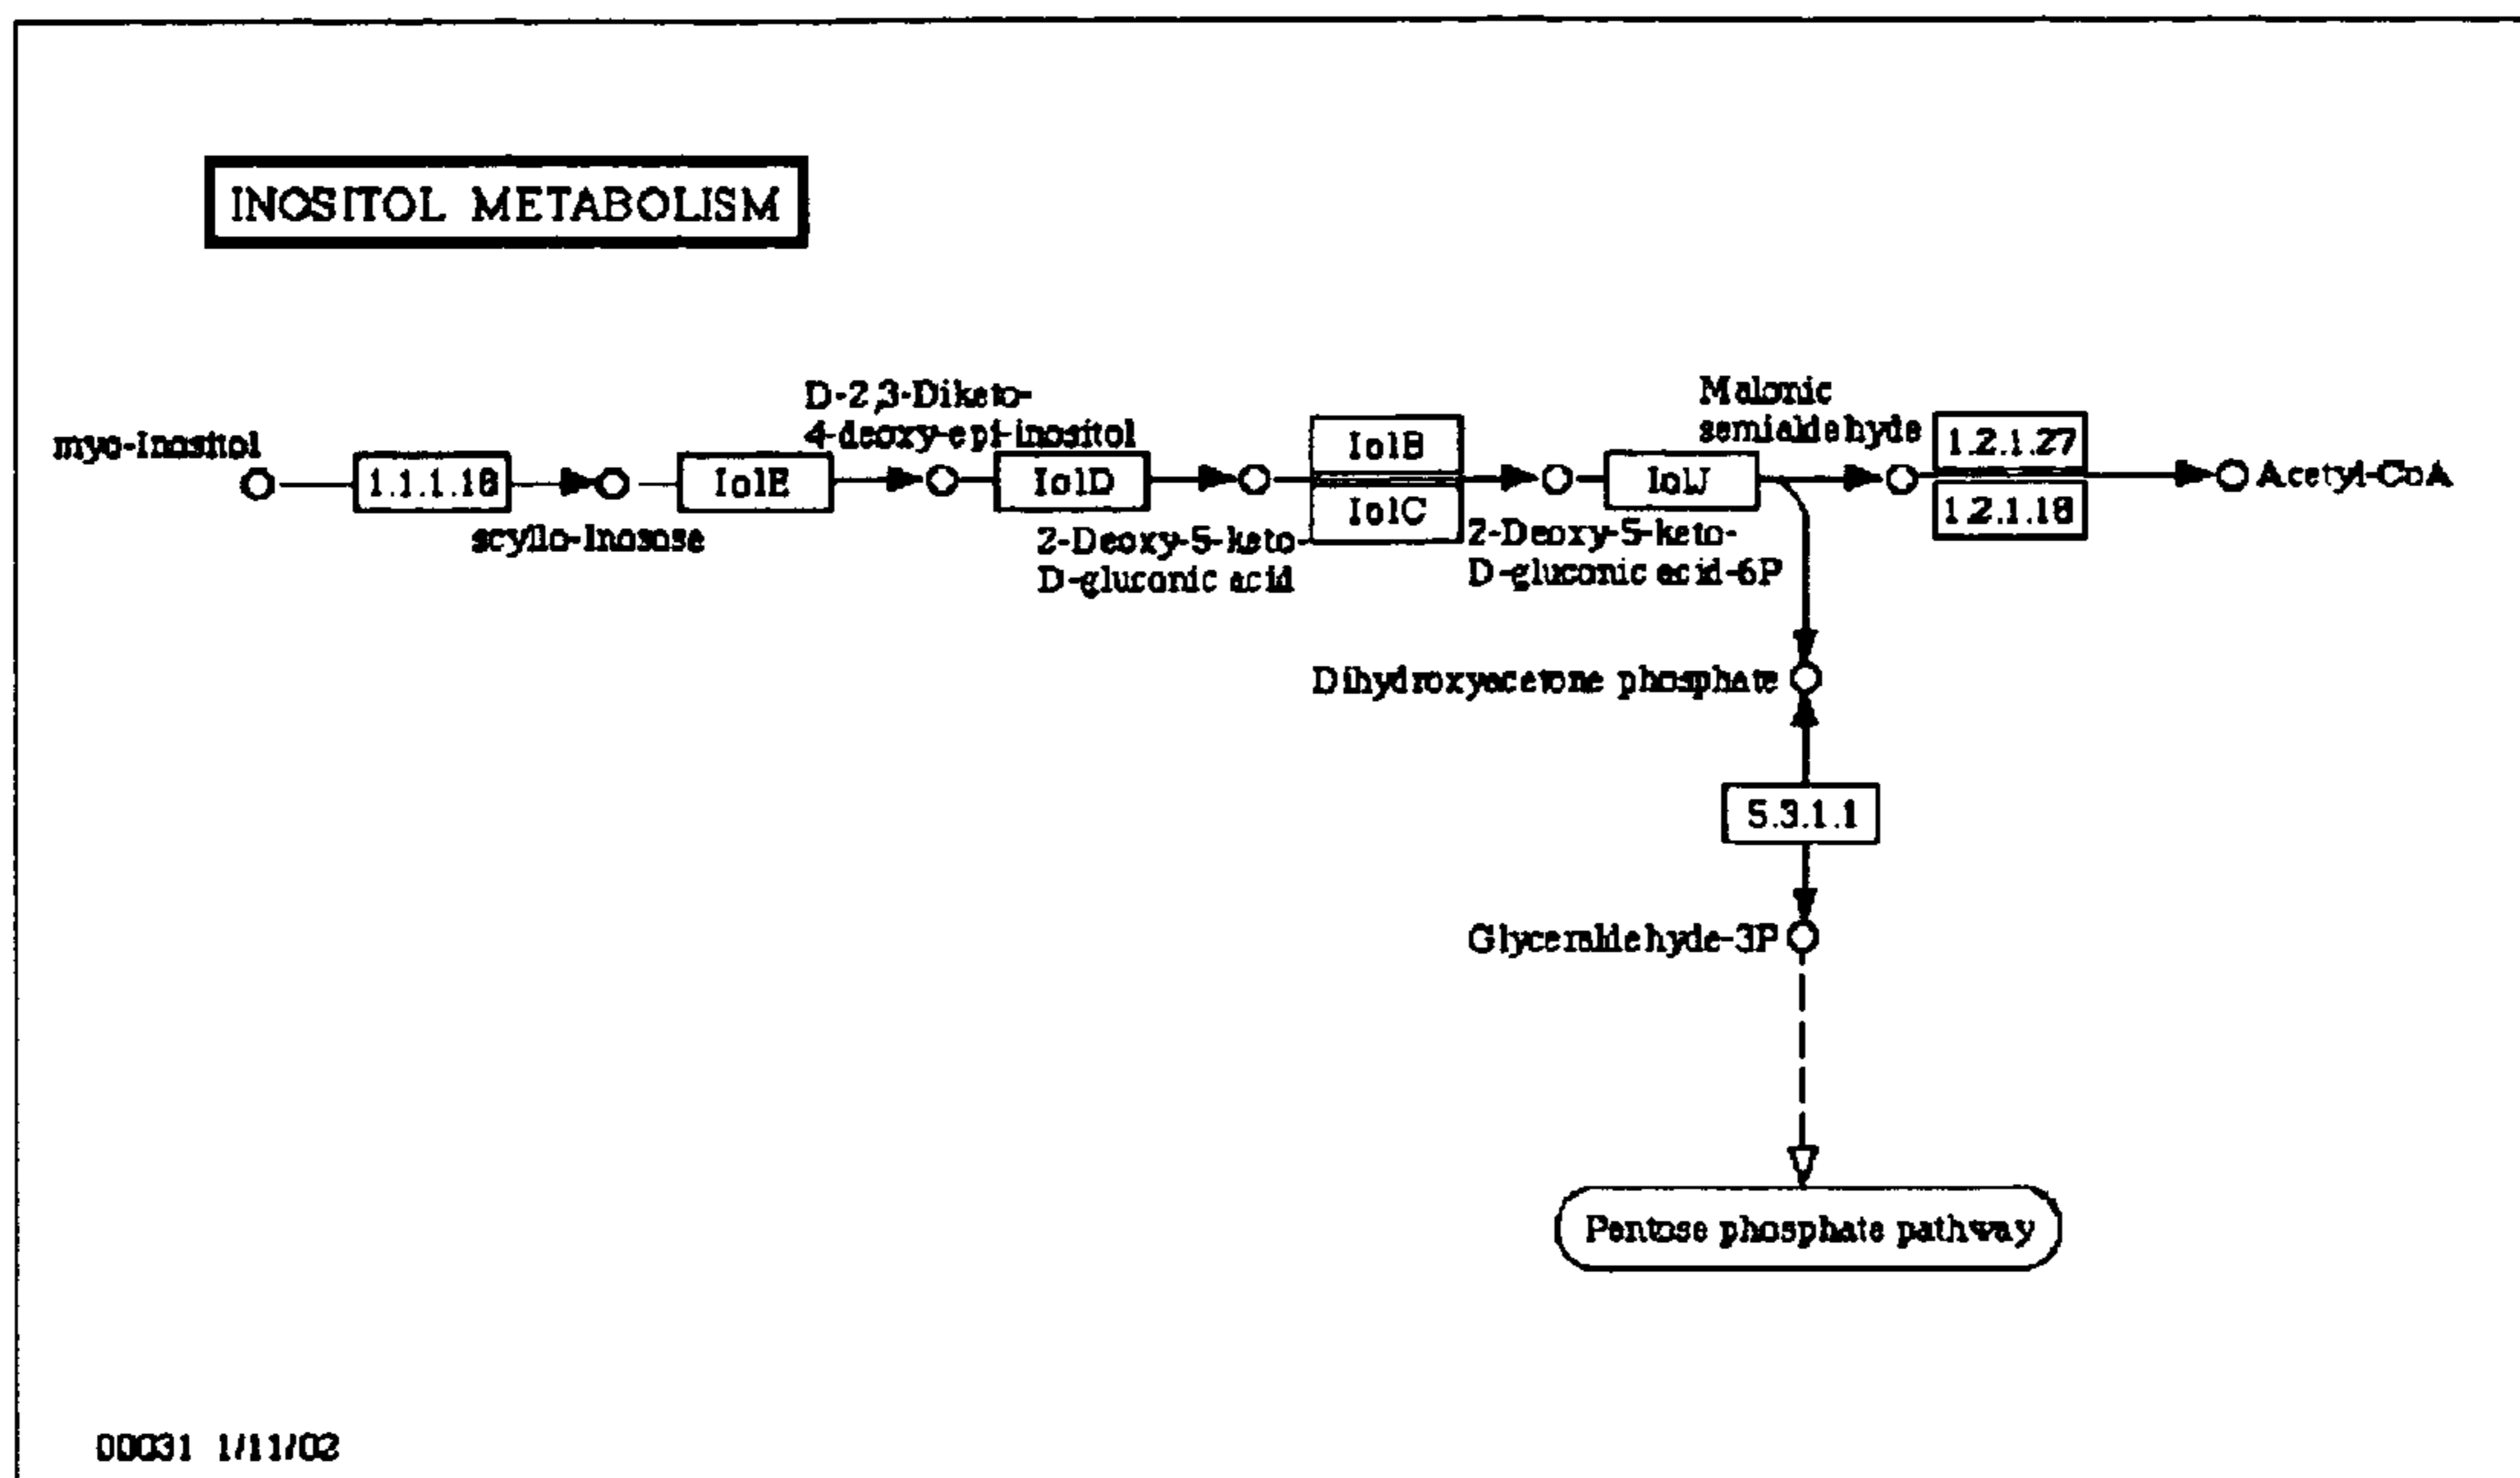 INOSITOL METABOLISM
myo-Inositol
1.1.1.18
scyllo-Inosose
IolE
D-2,3-Diketo-
4-deoxy-epi-inositol
IolD
2-Deoxy-5-keto-
D-gluconic acid
IolB
IolC
2-Deoxy-5-keto-
D-gluconic acid-6P
IolJ
Malonic
semialdehyde
1.2.1.27
1.2.1.18
Acetyl-CoA
Dihydroxyacetone phosphate
5.3.1.1
Glyceraldehyde-3P
Pentose phosphate pathway
00031 1/11/02